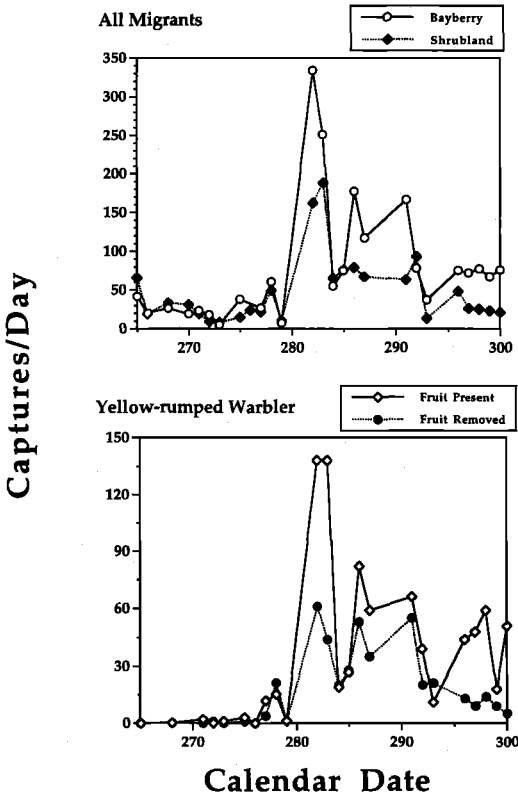 All Migrants
Bayberry
Shrubland
350
300
250
200
150
100
50
0
270
280
290
300
Captures/Day
Yellow-rumped Warbler
Fruit Present
Fruit Removed
150
120
90
60
30
0
270
280
290
300
Calendar Date